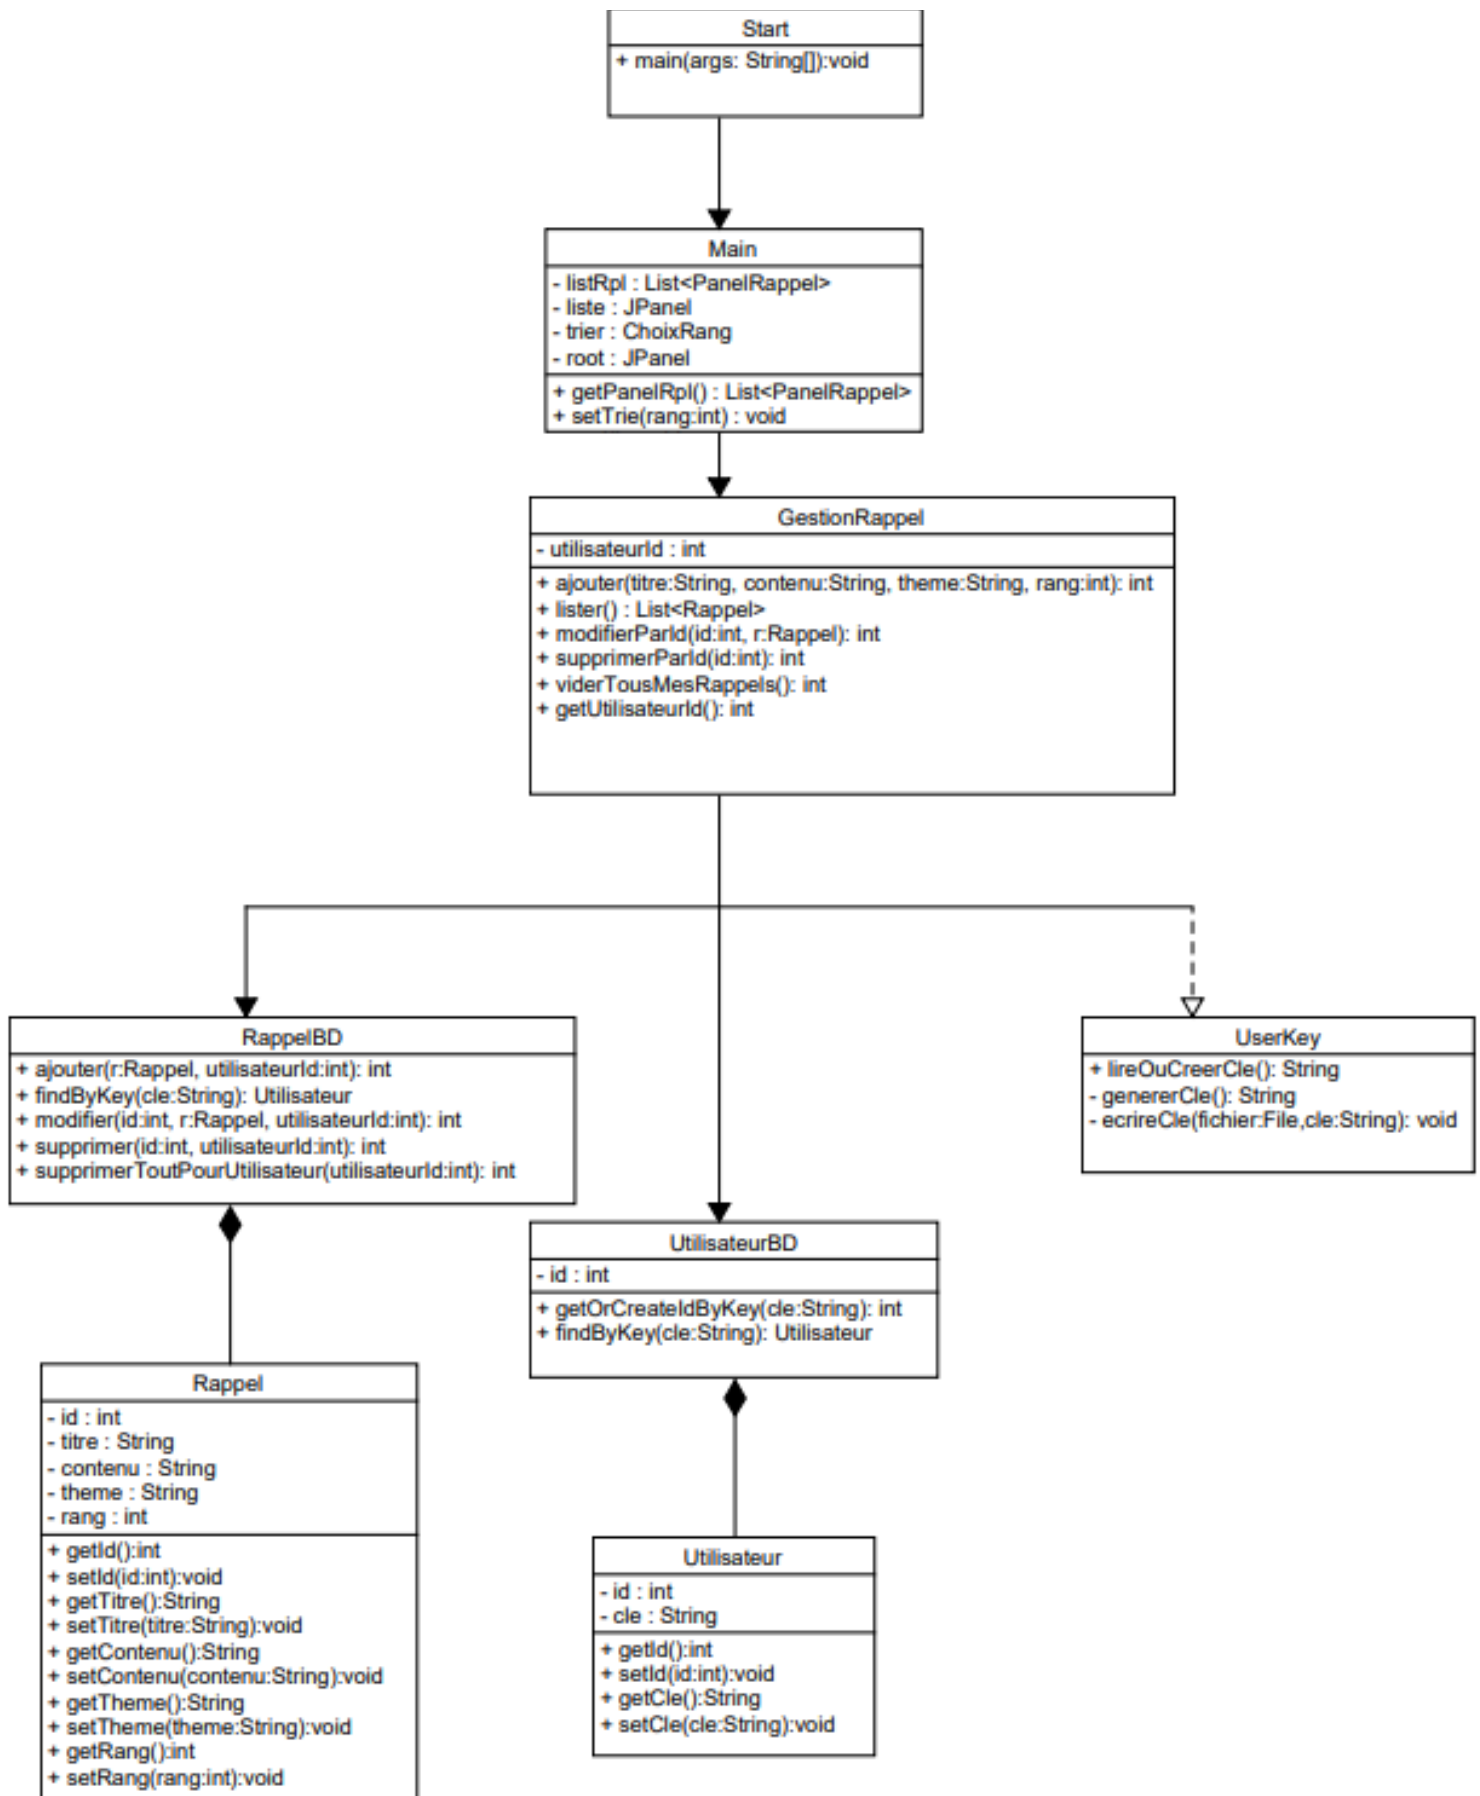 Start
+ main(args: String[]):void
Main
- listRpl : List<PanelRappel>
- liste : JPanel
- trier : ChoixRang
- root : JPanel
+ getPanelRpl() : List<PanelRappel>
+ setTrie(rang:int) : void
GestionRappel
- utilisateurId : int
+ ajouter(titre:String, contenu:String, theme:String, rang:int): int
+ lister() : List<Rappel>
+ modifierParId(id:int, r:Rappel): int
+ supprimerParId(id:int): int
+ viderTousMesRappels(): int
+ getUtilisateurId(): int
RappelBD
+ ajouter(r:Rappel, utilisateurId:int): int
+ findByKey(cle:String): Utilisateur
+ modifier(id:int, r:Rappel, utilisateurId:int): int
+ supprimer(id:int, utilisateurId:int): int
+ supprimerToutPourUtilisateur(utilisateurId:int): int
UserKey
+ lireOuCreerCle(): String
- genererCle(): String
- ecrireCle(fichier:File,cle:String): void
UtilisateurBD
- id : int
+ getOrCreateIdByKey(cle:String): int
+ findByKey(cle:String): Utilisateur
Rappel
- id : int
- titre : String
- contenu : String
- theme : String
- rang : int
+ getId():int
+ setId(id:int):void
+ getTitre():String
+ setTitre(titre:String):void
+ getContenu():String
+ setContenu(contenu:String):void
+ getTheme():String
+ setTheme(theme:String):void
+ getRang():int
+ setRang(rang:int):void
Utilisateur
- id : int
- cle : String
+ getId():int
+ setId(id:int):void
+ getCle():String
+ setCle(cle:String):void